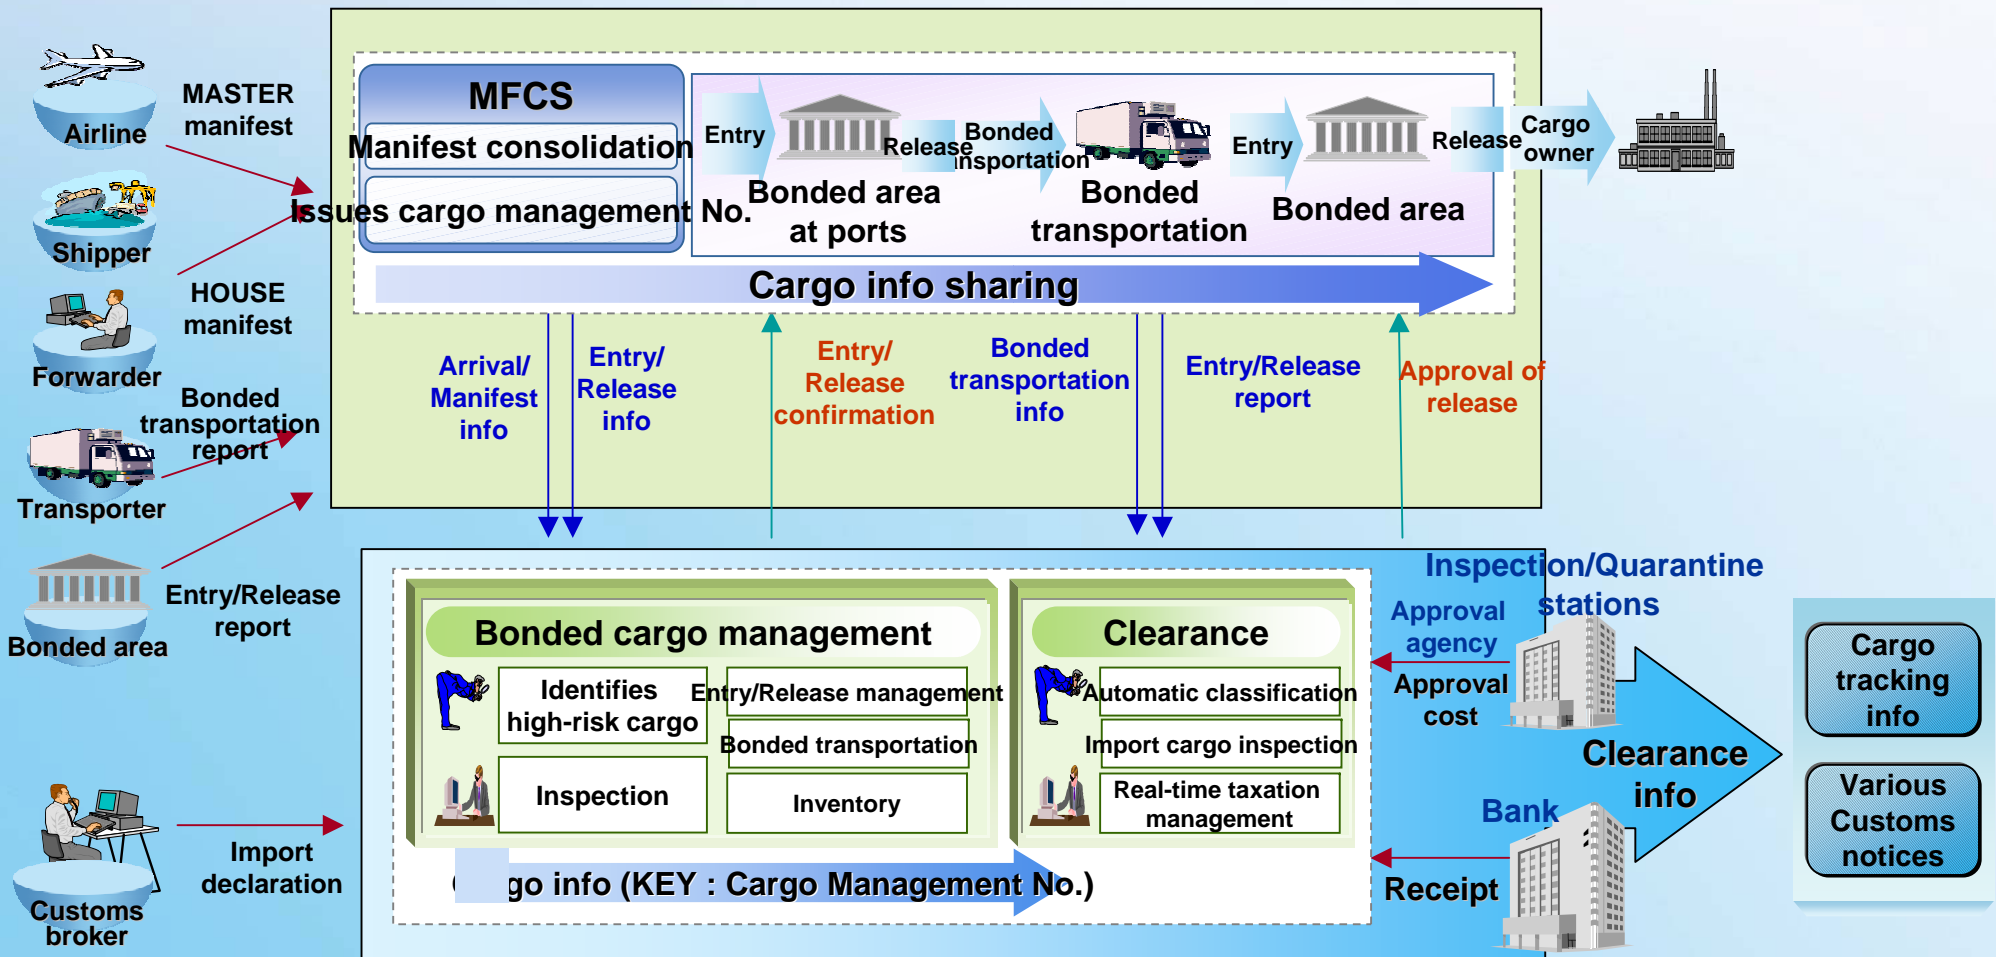 Airline
MASTER
manifest
Shipper
HOUSE
manifest
Forwarder
Bonded
transportation
report
Transporter
Entry/Release
report
Bonded area
Import
declaration
Customs
broker
MFCS
Manifest consolidation
Issues cargo management No.
Entry
Bonded area
at ports
Release
Bonded
ansportation
Bonded
transportation
Entry
Bonded area
Release
Cargo
owner
Cargo info sharing
Arrival/
Manifest
info
Entry/
Release
info
Entry/
Release
confirmation
Bonded
transportation
info
Entry/Release
report
Approval of
release
Bonded cargo management
Identifies
high-risk cargo
Inspection
Entry/Release management
Bonded transportation
Inventory
Clearance
Automatic classification
Import cargo inspection
Real-time taxation
management
go info (KEY : Cargo Management No.)
Inspection/Quarantine
stations
Approval
agency
Approval
cost
Bank
Receipt
Clearance
info
Cargo
tracking
info
Various
Customs
notices